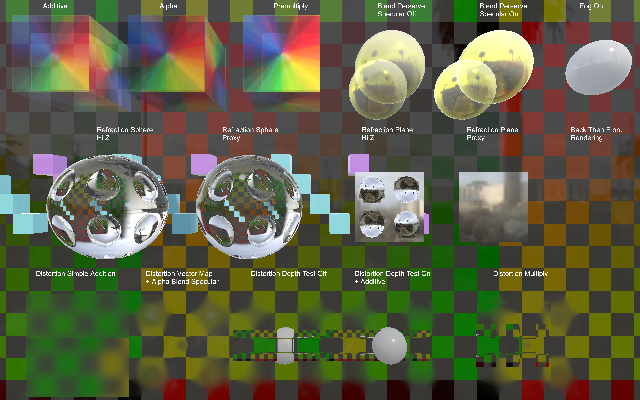 Additive
Alpha
Premultiply
Blend Preserve
Specular Off
Blend Preserve
Specular On
Fog On
Refraction Sphere
HiZ
Refraction Sphere
Proxy
Refraction Plane
HiZ
Refraction Plane
Proxy
Back Then Front
Rendering
Distortion Simple Addition
Distortion Vector Map
+ Alpha Blend Specular
Distortion Depth Test Off
Distortion Depth Test On
+ Additive
Distortion Multiply